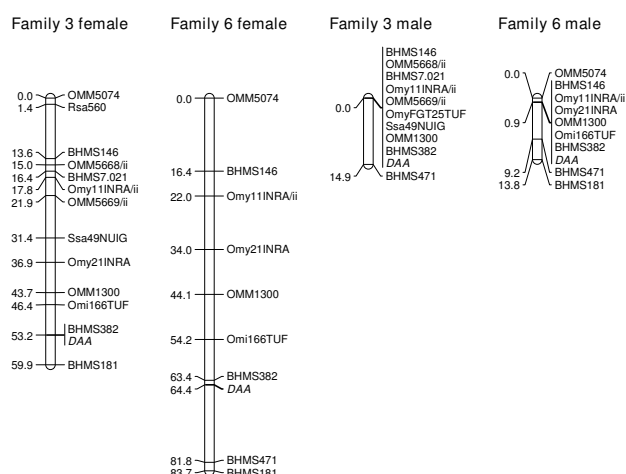 Family 3 female
0.0 OMM5074
1.4 Rsa560
13.6 BHMS146
15.0 OMM5668/ii
16.4 BHMS7.021
17.8 Omy11INRA/ii
21.9 OMM5669/ii
31.4 Ssa49NUIG
36.9 Omy21INRA
43.7 OMM1300
46.4 Omi166TUF
53.2 BHMS382
DAA
59.9 BHMS181
Family 6 female
0.0 OMM5074
16.4 BHMS146
22.0 Omy11INRA/ii
34.0 Omy21INRA
44.1 OMM1300
54.2 Omi166TUF
63.4 BHMS382
64.4 DAA
81.8 BHMS471
83.7 BHMS181
Family 3 male
BHMS146
OMM5668/ii
BHMS7.021
Omy11INRA/ii
0.0 OMM5669/ii
OmyFGT25TUF
Ssa49NUIG
OMM1300
BHMS382
DAA
14.9 BHMS471
Family 6 male
0.0 OMM5074
BHMS146
Omy11INRA/ii
Omy21INRA
0.9 OMM1300
Omi166TUF
BHMS382
DAA
9.2 BHMS471
13.8 BHMS181